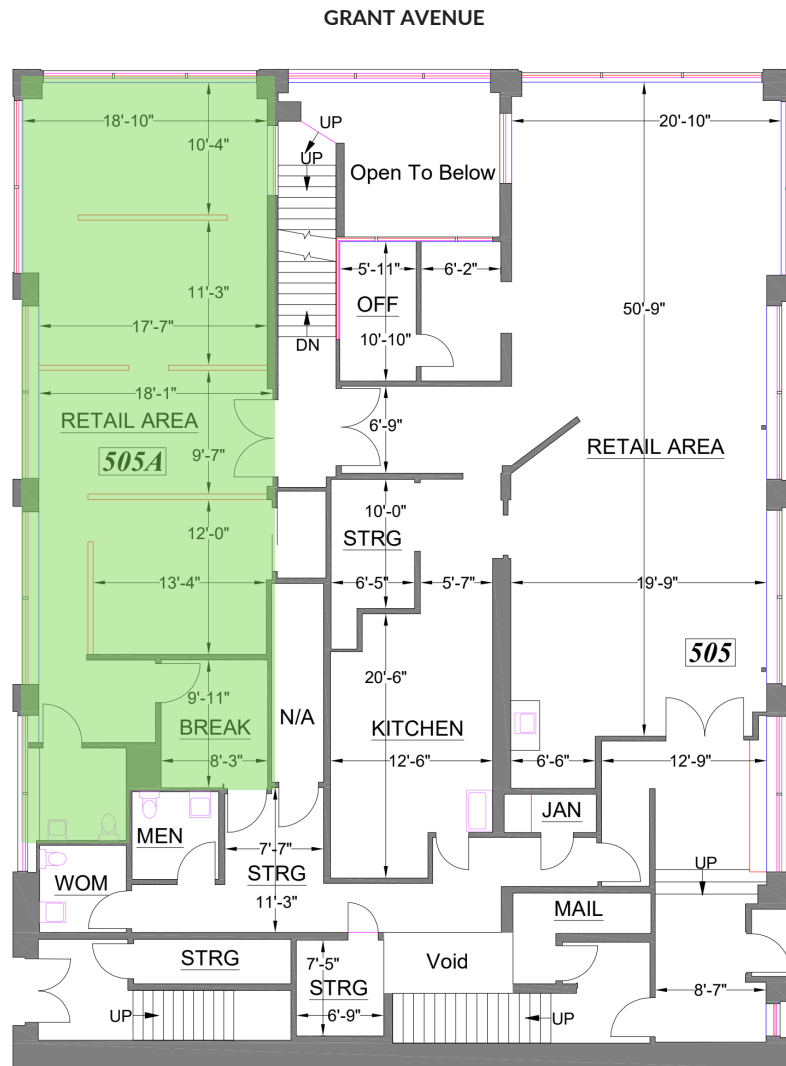 GRANT AVENUE
18'-10"
20'-10"
UP
10'-4"
UP
Open To Below
5'-11"
6'-2"
11'-3"
OFF
50'-9"
17'-7"
10'-10"
DN
18'-1"
RETAIL AREA
6'-9"
RETAIL AREA
505A
9'-7"
10'-0"
12'-0"
STRG
13'-4"
6'-5"
5'-7"
19'-9"
505
9'-11"
20'-6"
N/A
BREAK
KITCHEN
8'-3"
12'-6"
6'-6"
12'-9"
MEN
JAN
7'-7"
WOM
STRG
UP
11'-3"
MAIL
STRG
7'-5"
Void
STRG
8'-7"
UP
6'-9"
UP